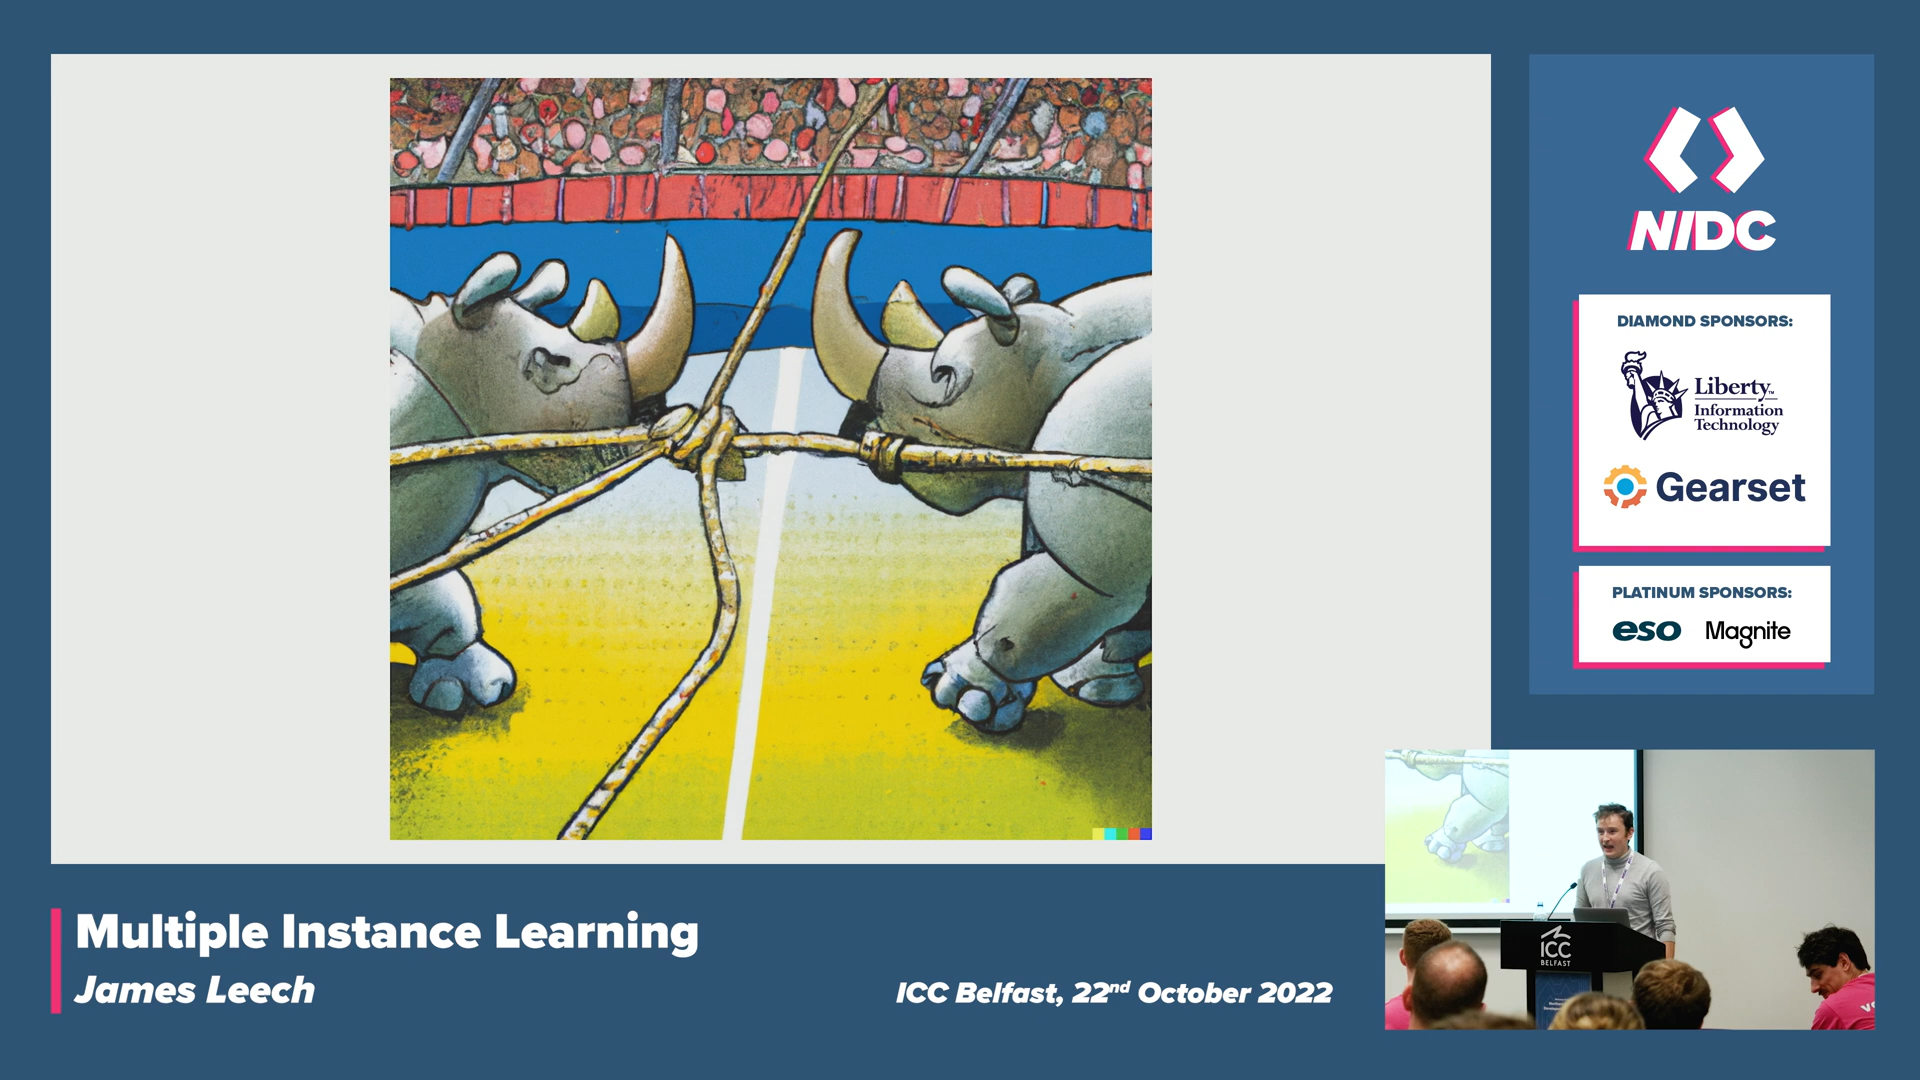 NIDC
DIAMOND SPONSORS:
Liberty™
Information
Technology
Gearset
PLATINUM SPONSORS:
eso Magnite
Multiple Instance Learning
James Leech
ICC Belfast, 22nd October 2022
ICC
BELFAST